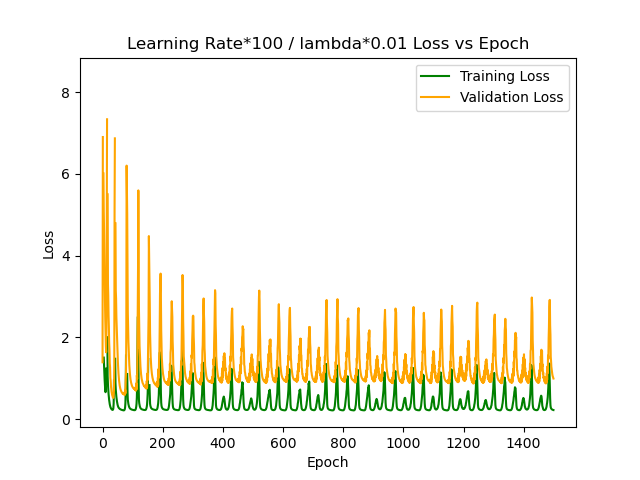 Learning Rate*100 / lambda*0.01 Loss vs Epoch
Training Loss
Validation Loss
Loss
8
6
4
2
0
0 200 400 600 800 1000 1200 1400
Epoch